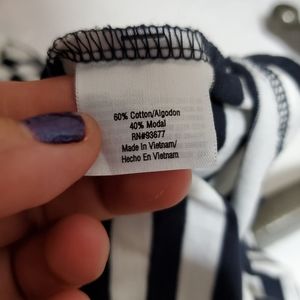 60% Cotton/Algodon
40% Modal
RN#93677
Made In Vietnam/
Hecho En Vietnam